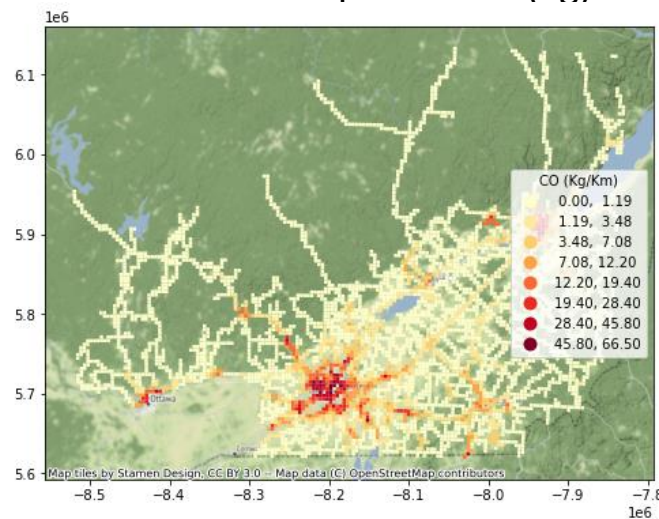 1e6
6.1
6.0
5.9
5.8
5.7
5.6
CO (Kg/Km)
0.00, 1.19
1.19, 3.48
3.48, 7.08
7.08, 12.20
12.20, 19.40
19.40, 28.40
28.40, 45.80
45.80, 66.50
Ottawa
Map tiles by Stamen Design, CC BY 3.0 -- Map data (C) OpenStreetMap contributors
−8.5 −8.4 −8.3 −8.2 −8.1 −8.0 −7.9 −7.8
1e6